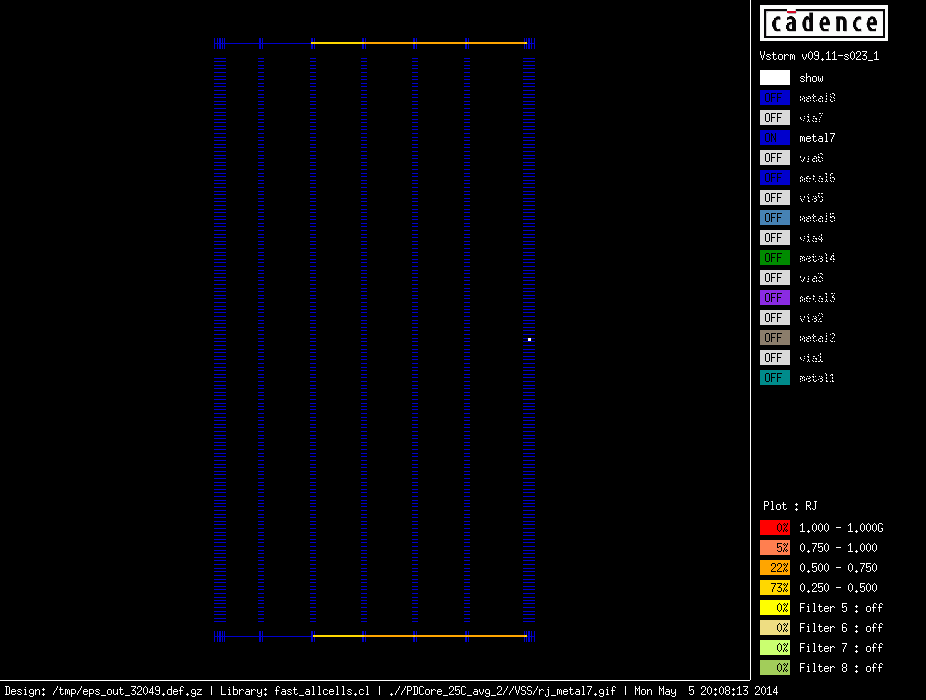 cādence
Vstorm v09.11-s023_1
show
metal8
OFF via7
metal7
OFF via6
metal6
OFF via5
OFF metal5
OFF via4
OFF metal4
OFF via3
OFF metal3
OFF via2
OFF metal2
OFF via1
OFF metal1
Plot : RJ
0% 1.000 - 1.000G
5% 0.750 - 1.000
22% 0.500 - 0.750
73% 0.250 - 0.500
0% Filter 5 : off
0% Filter 6 : off
0% Filter 7 : off
0% Filter 8 : off
Design: /tmp/eps_out_32049.def.gz | Library: fast_allcells.cl | .//PDCore_25C_avg_2//VSS/rj_metal7.gif | Mon May  5 20:08:13 2014